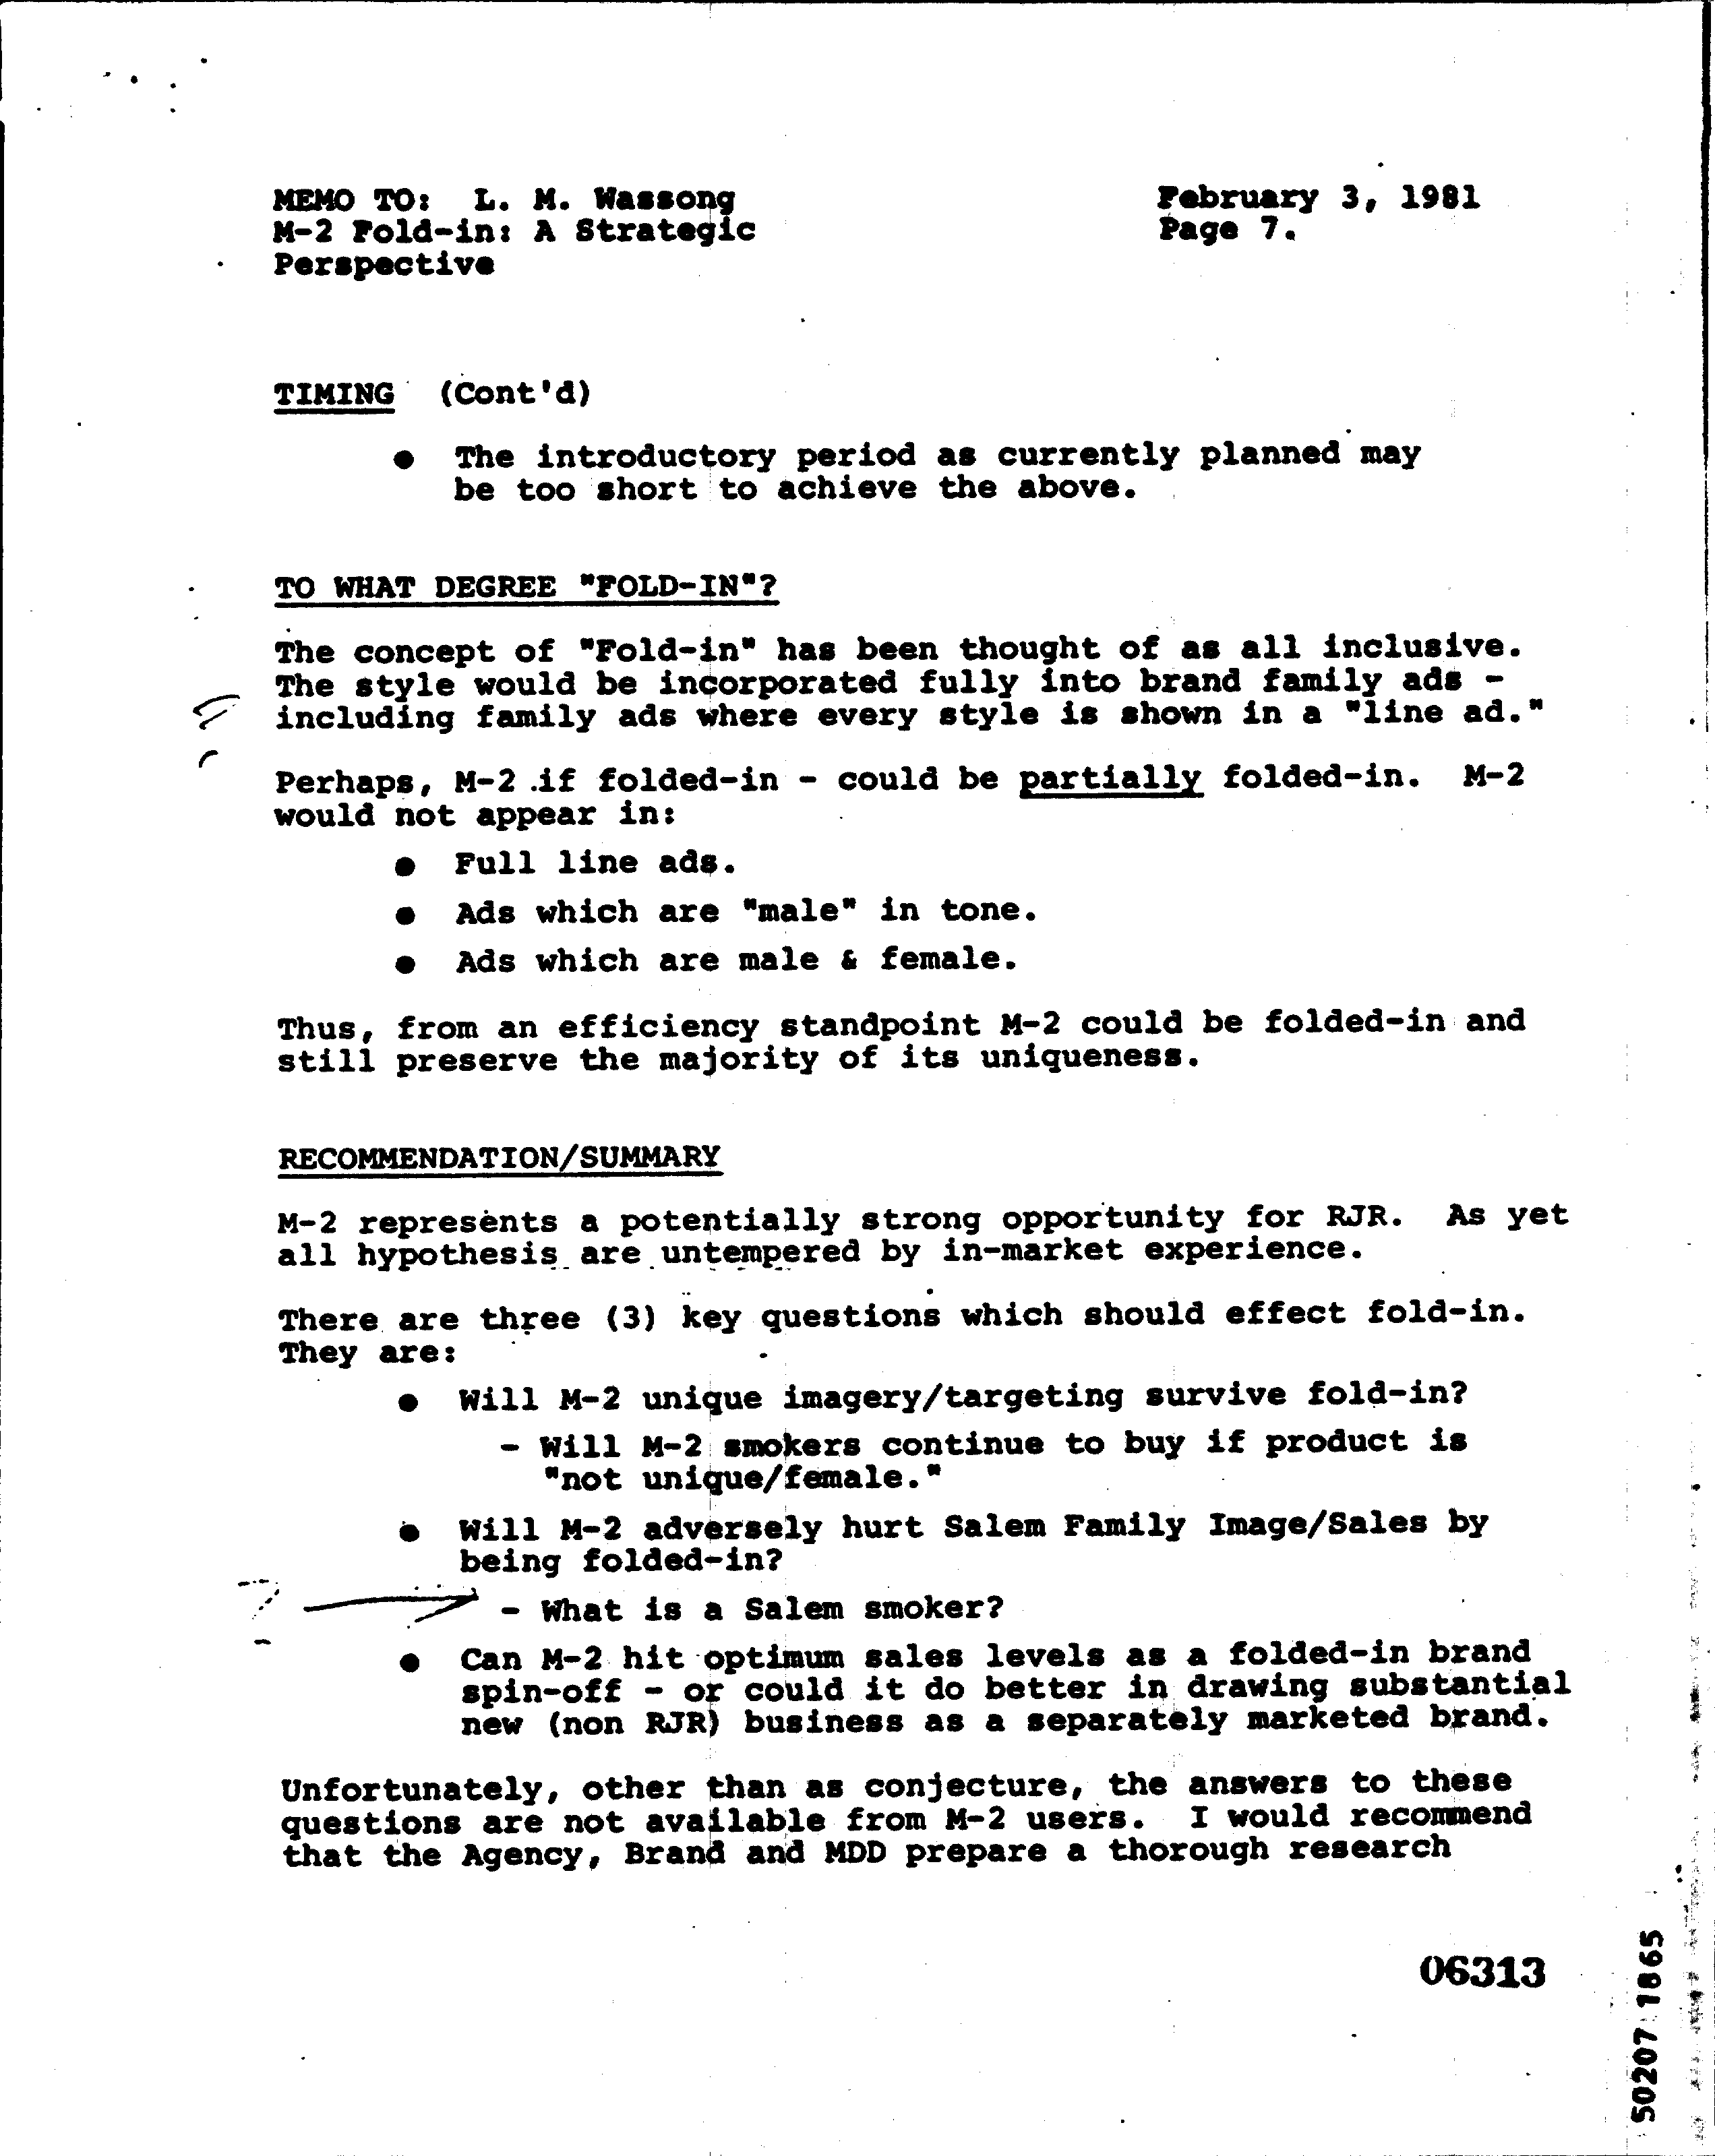 MEMO TO: L. M. Wassong
M-2 Fold-in: A Strategic
Perspective
February 3, 1981
Page 7.
TIMING (Cont'd)
● The introductory period as currently planned may
be too short to achieve the above.
TO WHAT DEGREE "FOLD-IN"?
The concept of "Fold-in" has been thought of as all inclusive.
The style would be incorporated fully into brand family ads -
including family ads where every style is shown in a "line ad."
Perhaps, M-2 .if folded-in - could be partially folded-in. M-2
would not appear in:
● Full line ads.
● Ads which are "male" in tone.
● Ads which are male & female.
Thus, from an efficiency standpoint M-2 could be folded-in and
still preserve the majority of its uniqueness.
RECOMMENDATION/SUMMARY
M-2 represents a potentially strong opportunity for RJR. As yet
all hypothesis are untempered by in-market experience.
There are three (3) key questions which should effect fold-in.
They are:
● Will M-2 unique imagery/targeting survive fold-in?
- Will M-2 smokers continue to buy if product is
"not unique/female."
● Will M-2 adversely hurt Salem Family Image/Sales by
being folded-in?
- What is a Salem smoker?
● Can M-2 hit optimum sales levels as a folded-in brand
spin-off - or could it do better in drawing substantial
new (non RJR) business as a separately marketed brand.
Unfortunately, other than as conjecture, the answers to these
questions are not available from M-2 users. I would recommend
that the Agency, Brand and MDD prepare a thorough research
06313
50207 1865